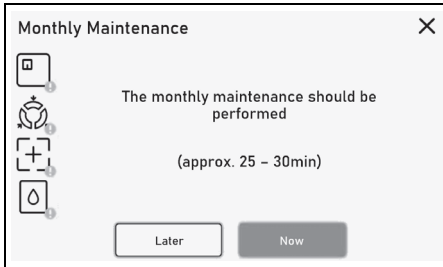 Monthly Maintenance
The monthly maintenance should be
performed
(approx. 25 – 30min)
Later
Now